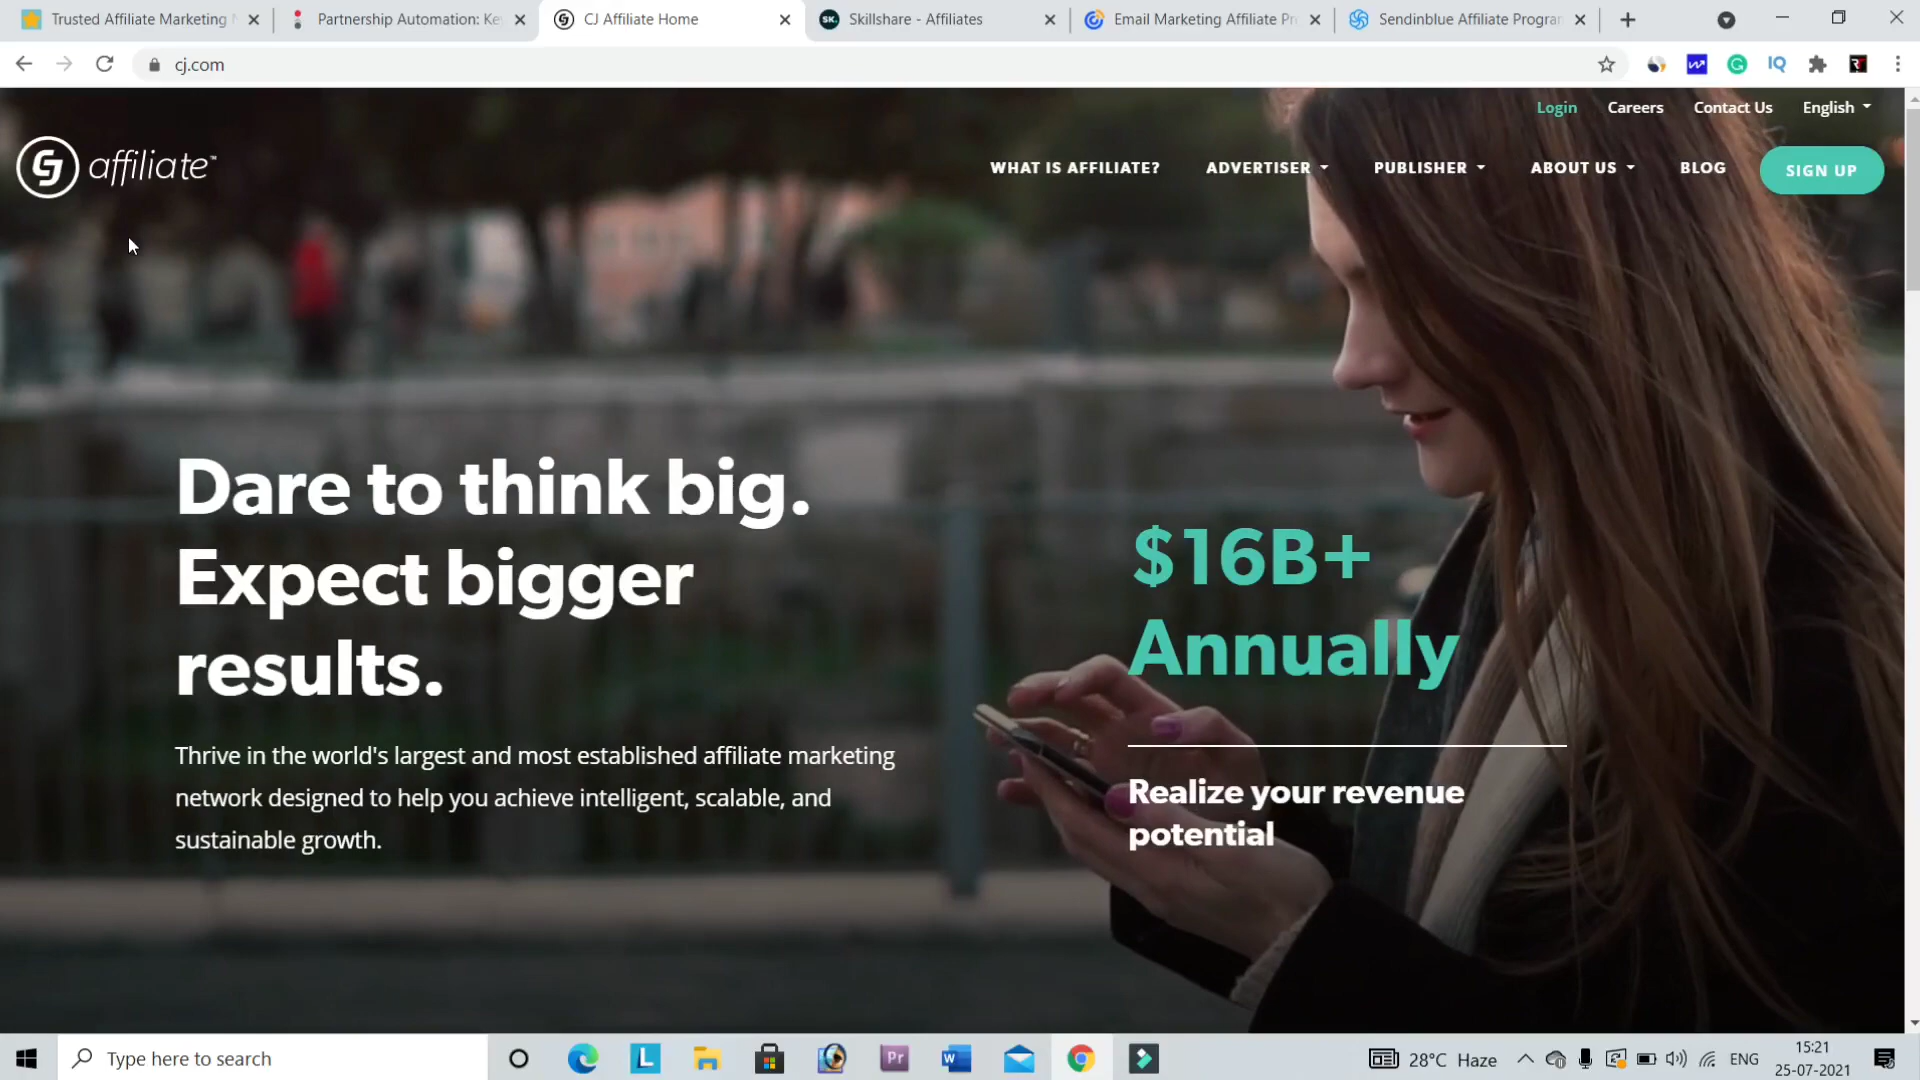 Trusted Affiliate Marketing
Partnership Automation: Ke
CJ Affiliate Home
Skillshare - Affiliates
Email Marketing Affiliate Pr
Sendinblue Affiliate Program
cj.com
Login
Careers
Contact Us
English
CJ affiliate™
WHAT IS AFFILIATE?
ADVERTISER
PUBLISHER
ABOUT US
BLOG
SIGN UP
Dare to think big.
Expect bigger
results.
Thrive in the world's largest and most established affiliate marketing
network designed to help you achieve intelligent, scalable, and
sustainable growth.
$16B+
Annually
Realize your revenue
potential
Type here to search
28°C Haze
ENG
15:21
25-07-2021